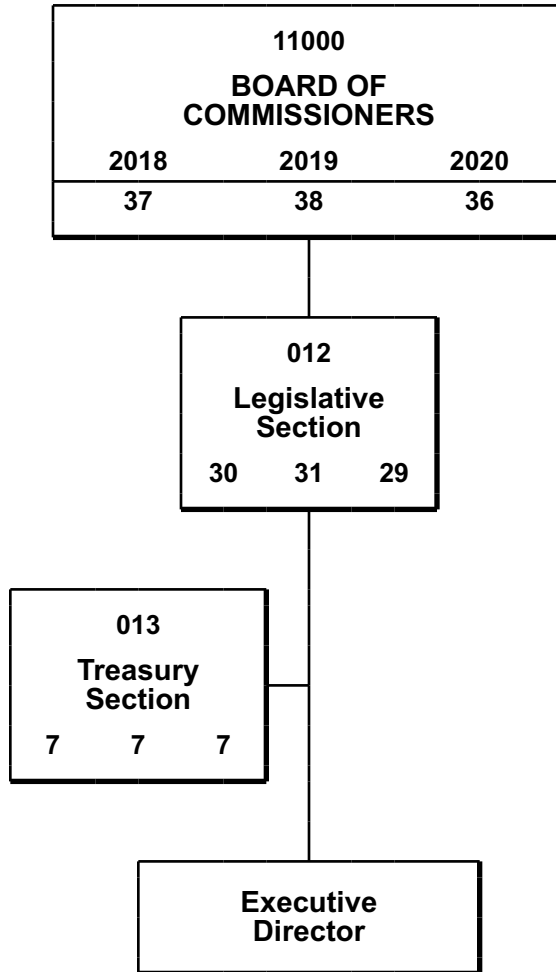 11000
BOARD OF
COMMISSIONERS
2018 2019 2020
37 38 36
012
Legislative
Section
30 31 29
013
Treasury
Section
7 7 7
Executive
Director